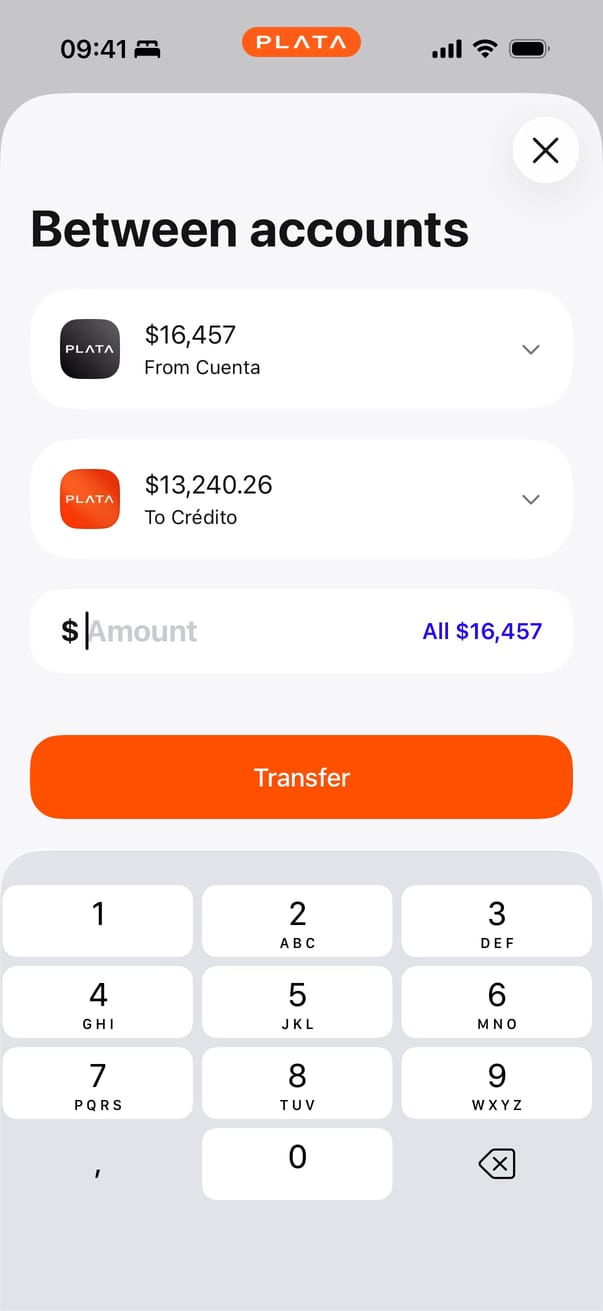 09:41
PLATA
Between accounts
PLATA
$16,457
From Cuenta
PLATA
$13,240.26
To Crédito
$ Amount
All $16,457
Transfer
1
2
ABC
3
DEF
4
GHI
5
JKL
6
MNO
7
PQRS
8
TUV
9
WXYZ
,
0